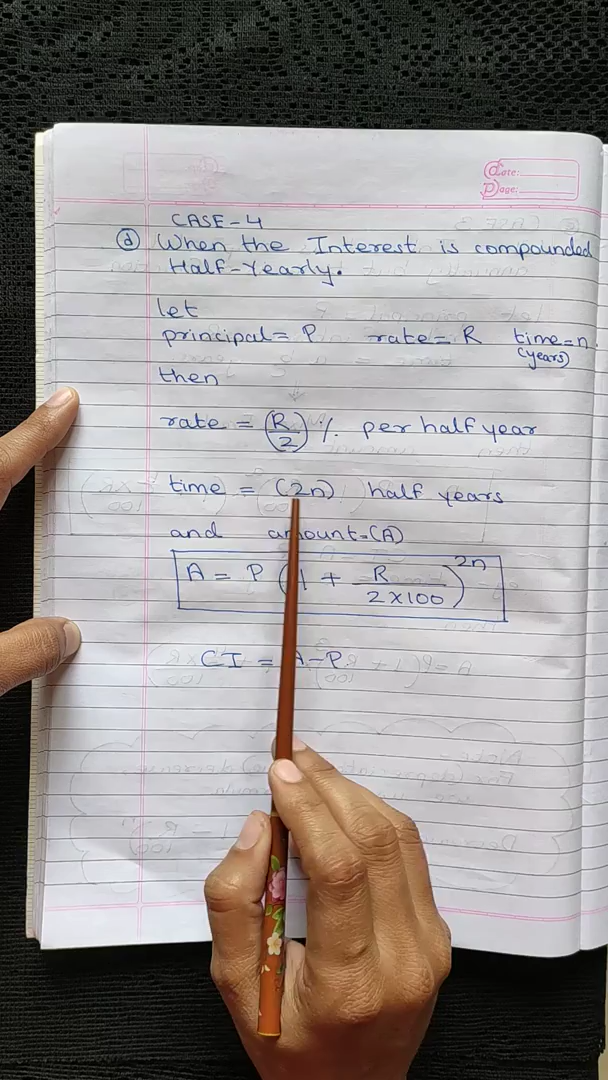 Date:
Page:
CASE-4
(d) When the Interest is compounded
Half-Yearly.
let
principal = P rate = R time = n
(years)
then
rate = (R/2) % per half year
time = (2n) half years
and amount = (A)
A = P (1 + R/(2×100))^2n
CI = A-P.